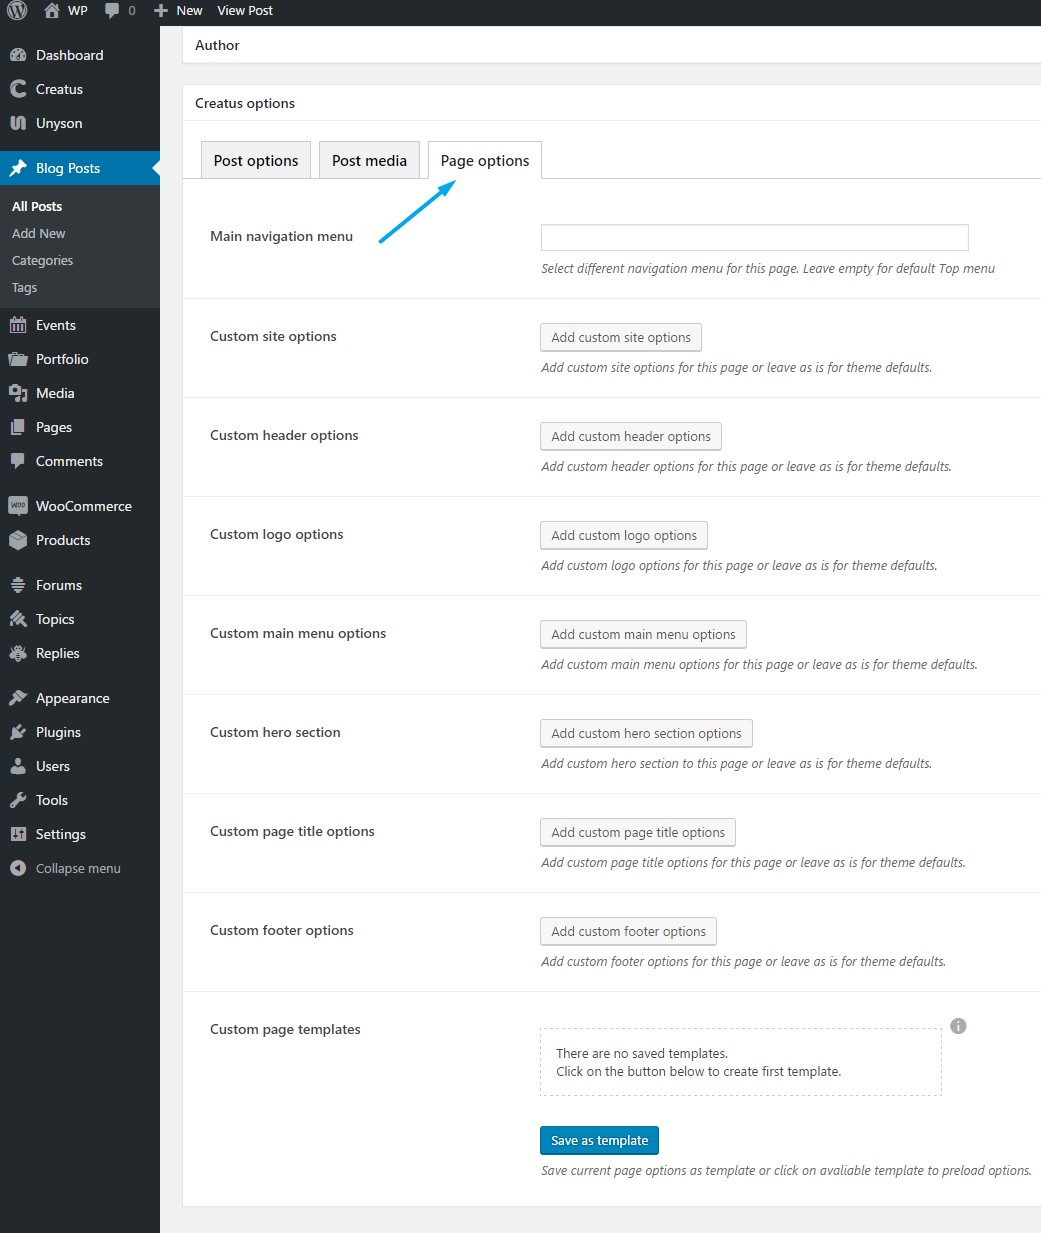 WP
0
New
View Post
Dashboard
Creatus
Unyson
Blog Posts
All Posts
Add New
Categories
Tags
Events
Portfolio
Media
Pages
Comments
WOO
WooCommerce
Products
Forums
Topics
Replies
Appearance
Plugins
Users
Tools
Settings
Collapse menu
Author
Creatus options
Post options
Post media
Page options
Main navigation menu
Select different navigation menu for this page. Leave empty for default Top menu
Custom site options
Add custom site options
Add custom site options for this page or leave as is for theme defaults.
Custom header options
Add custom header options
Add custom header options for this page or leave as is for theme defaults.
Custom logo options
Add custom logo options
Add custom logo options for this page or leave as is for theme defaults.
Custom main menu options
Add custom main menu options
Add custom main menu options for this page or leave as is for theme defaults.
Custom hero section
Add custom hero section options
Add custom hero section to this page or leave as is for theme defaults.
Custom page title options
Add custom page title options
Add custom page title options for this page or leave as is for theme defaults.
Custom footer options
Add custom footer options
Add custom footer options for this page or leave as is for theme defaults.
Custom page templates
There are no saved templates.
Click on the button below to create first template.
Save as template
Save current page options as template or click on avaliable template to preload options.